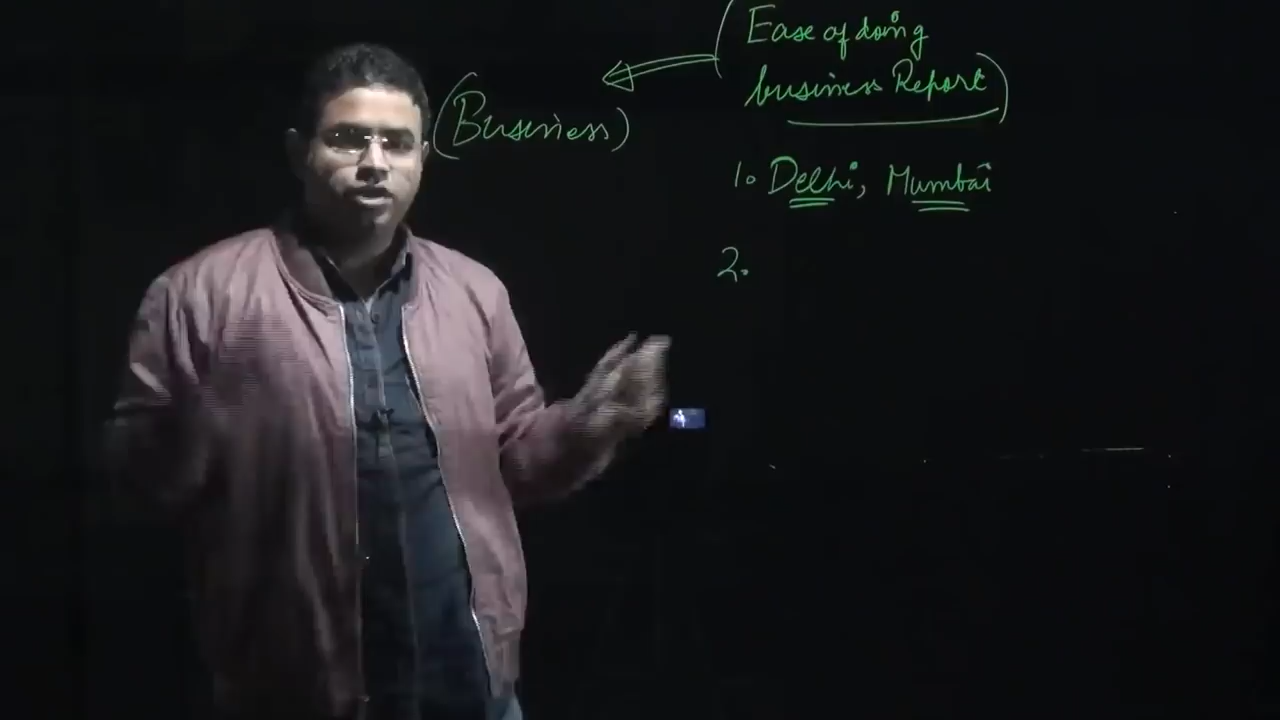 (Ease of doing
business Report)
(Business)
1. Delhi, Mumbai
2.